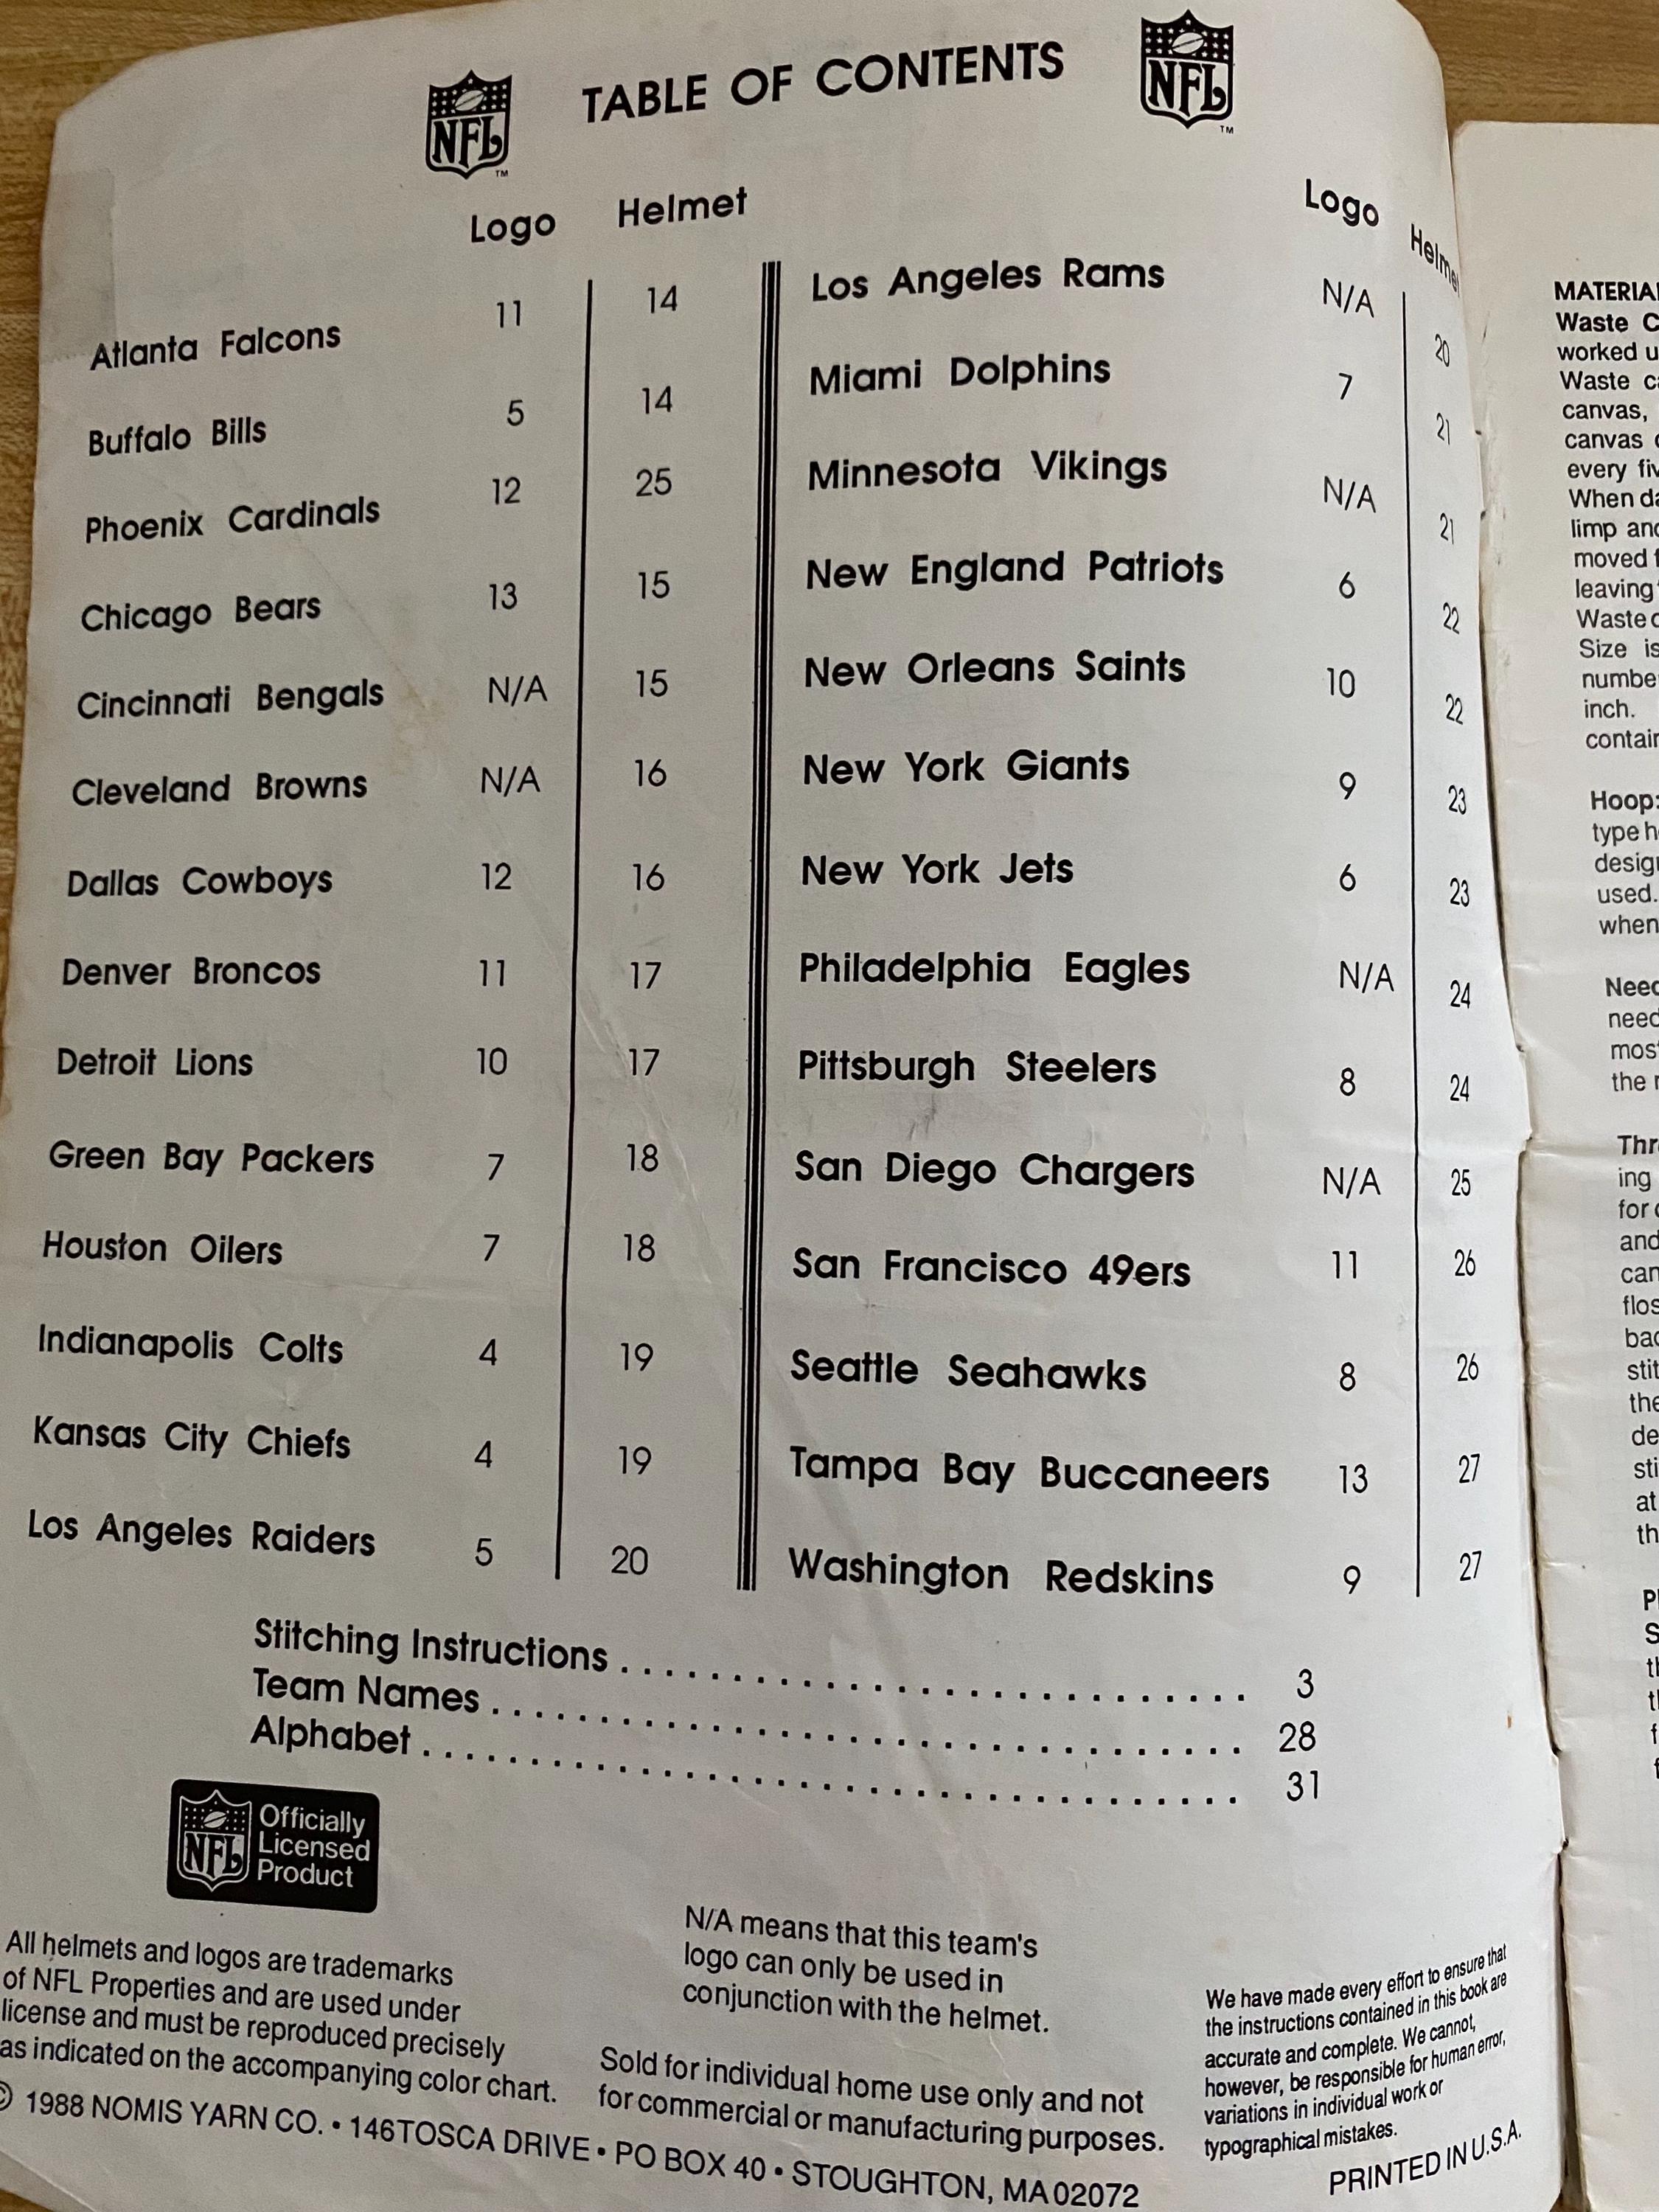 NFL TABLE OF CONTENTS NFL
TM TM
Logo Helmet
Atlanta Falcons 11 14
Buffalo Bills 5 14
Phoenix Cardinals 12 25
Chicago Bears 13 15
Cincinnati Bengals N/A 15
Cleveland Browns N/A 16
Dallas Cowboys 12 16
Denver Broncos 11 17
Detroit Lions 10 17
Green Bay Packers 7 18
Houston Oilers 7 18
Indianapolis Colts 4 19
Kansas City Chiefs 4 19
Los Angeles Raiders 5 20
Logo Helmet
Los Angeles Rams N/A 20
Miami Dolphins 7 21
Minnesota Vikings N/A 21
New England Patriots 6 22
New Orleans Saints 10 22
New York Giants 9 23
New York Jets 6 23
Philadelphia Eagles N/A 24
Pittsburgh Steelers 8 24
San Diego Chargers N/A 25
San Francisco 49ers 11 26
Seattle Seahawks 8 26
Tampa Bay Buccaneers 13 27
Washington Redskins 9 27
Stitching Instructions . . . . . . . . . . . . . . . . . . . . . . . . 3
Team Names . . . . . . . . . . . . . . . . . . . . . . . . . . . . 28
Alphabet . . . . . . . . . . . . . . . . . . . . . . . . . . . . . . . 31
NFL
Officially
Licensed
Product
All helmets and logos are trademarks
of NFL Properties and are used under
license and must be reproduced precisely
as indicated on the accompanying color chart.
N/A means that this team's
logo can only be used in
conjunction with the helmet.
Sold for individual home use only and not
for commercial or manufacturing purposes.
We have made every effort to ensure that
the instructions contained in this book are
accurate and complete. We cannot,
however, be responsible for human error,
variations in individual work or
typographical mistakes.
© 1988 NOMIS YARN CO. • 146 TOSCA DRIVE • PO BOX 40 • STOUGHTON, MA 02072
PRINTED IN U.S.A.
Waste
worked
Waste
canvas,
canvas
every
When
limp
moved
leaving
Waste
Size is
inch.
Hoop:
type
used.
when
the
ing
for
and
the
at